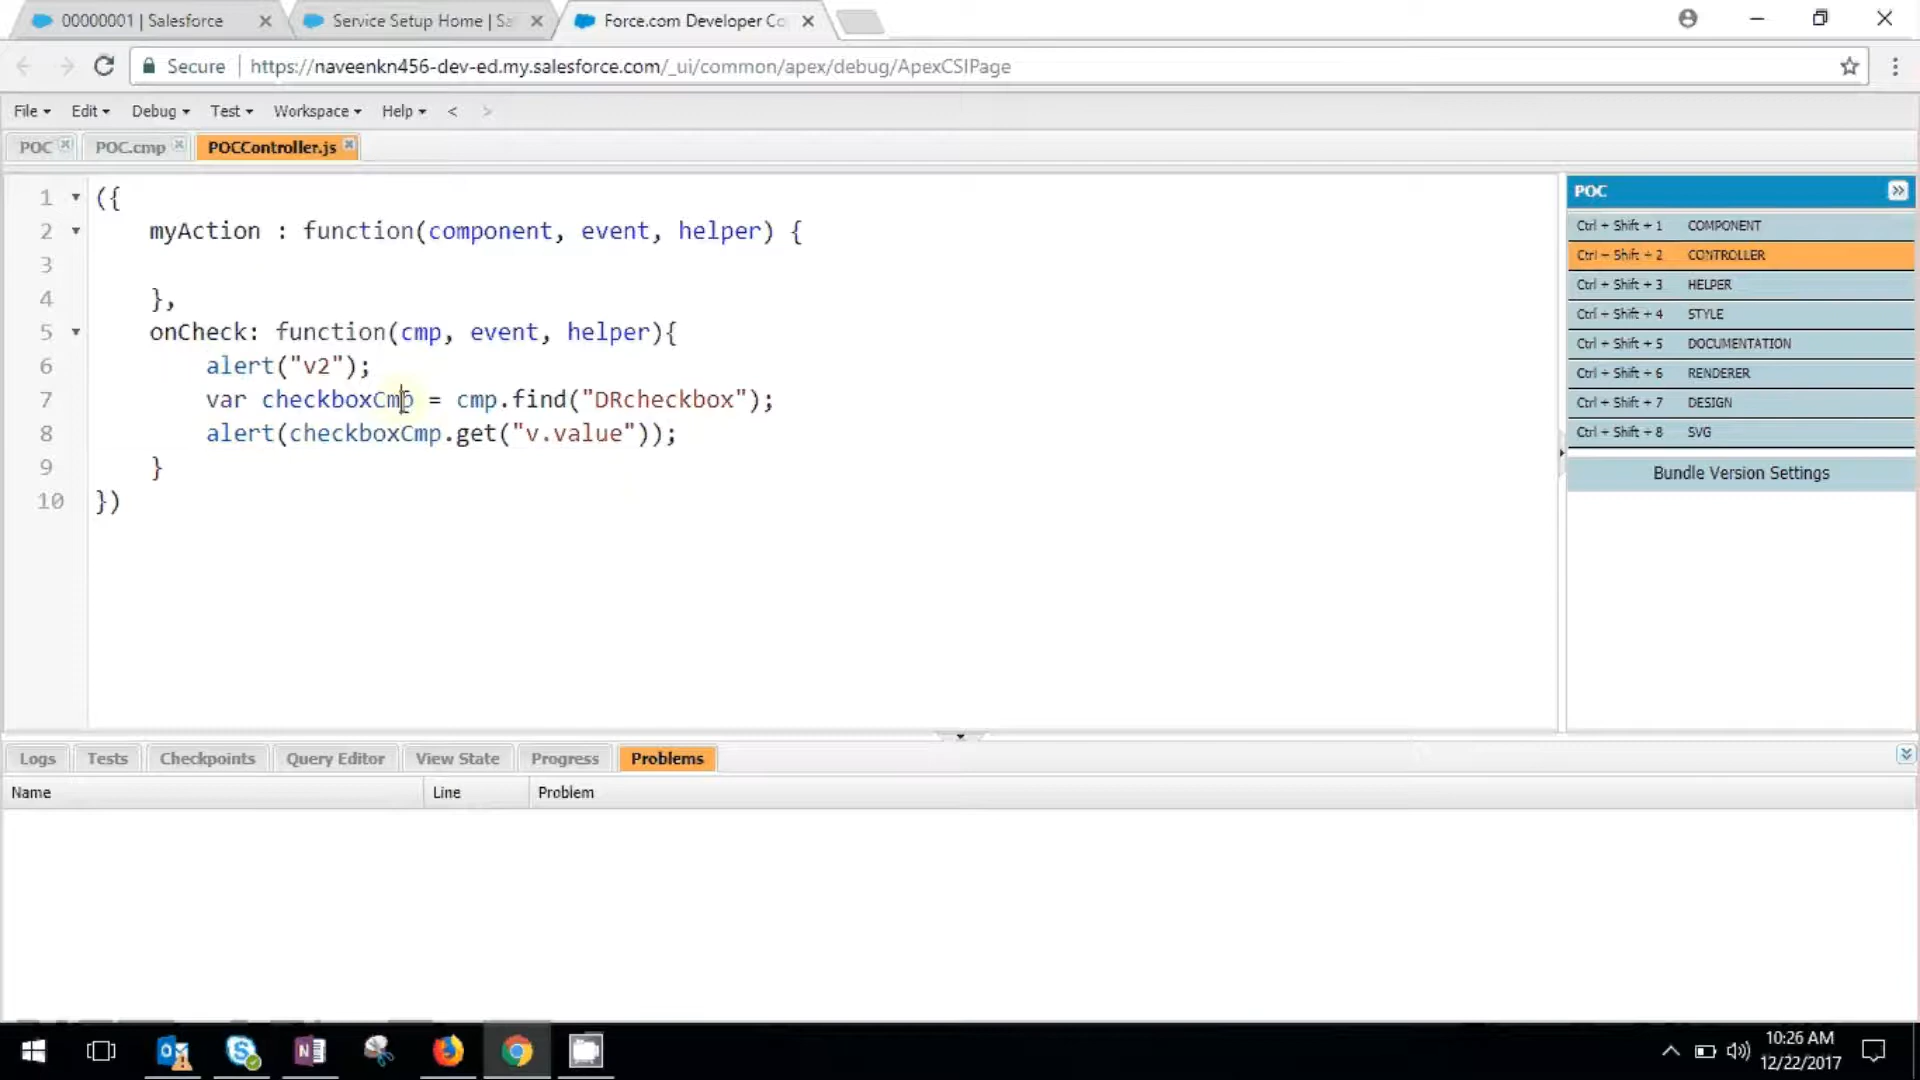 00000001 | Salesforce
Service Setup Home | Sa
Force.com Developer Co
Secure
https://naveenkn456-dev-ed.my.salesforce.com/_ui/common/apex/debug/ApexCSIPage
File
Edit
Debug
Test
Workspace
Help
<
>
POC
POC.cmp
POCController.js
1 ({
2 myAction : function(component, event, helper) {
3
4 },
5 onCheck: function(cmp, event, helper){
6 alert("v2");
7 var checkboxCmp = cmp.find("DRcheckbox");
8 alert(checkboxCmp.get("v.value"));
9 }
10 })
POC
Ctrl + Shift + 1 COMPONENT
Ctrl + Shift + 2 CONTROLLER
Ctrl + Shift + 3 HELPER
Ctrl + Shift + 4 STYLE
Ctrl + Shift + 5 DOCUMENTATION
Ctrl + Shift + 6 RENDERER
Ctrl + Shift + 7 DESIGN
Ctrl + Shift + 8 SVG
Bundle Version Settings
Logs
Tests
Checkpoints
Query Editor
View State
Progress
Problems
Name
Line
Problem
10:26 AM
12/22/2017